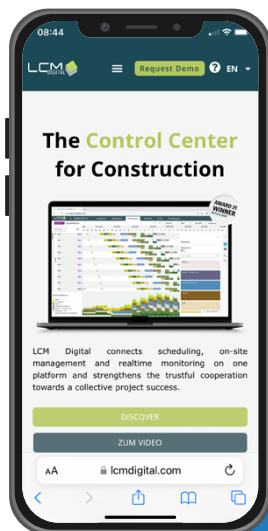 08:44
LCM
DIGITAL
Request Demo
? EN
The Control Center
for Construction
AWARD 21
WINNER
LCM Digital connects scheduling, on-site
management and realtime monitoring on one
platform and strengthens the trustful cooperation
towards a collective project success.
DISCOVER
ZUM VIDEO
AA
lcmdigital.com